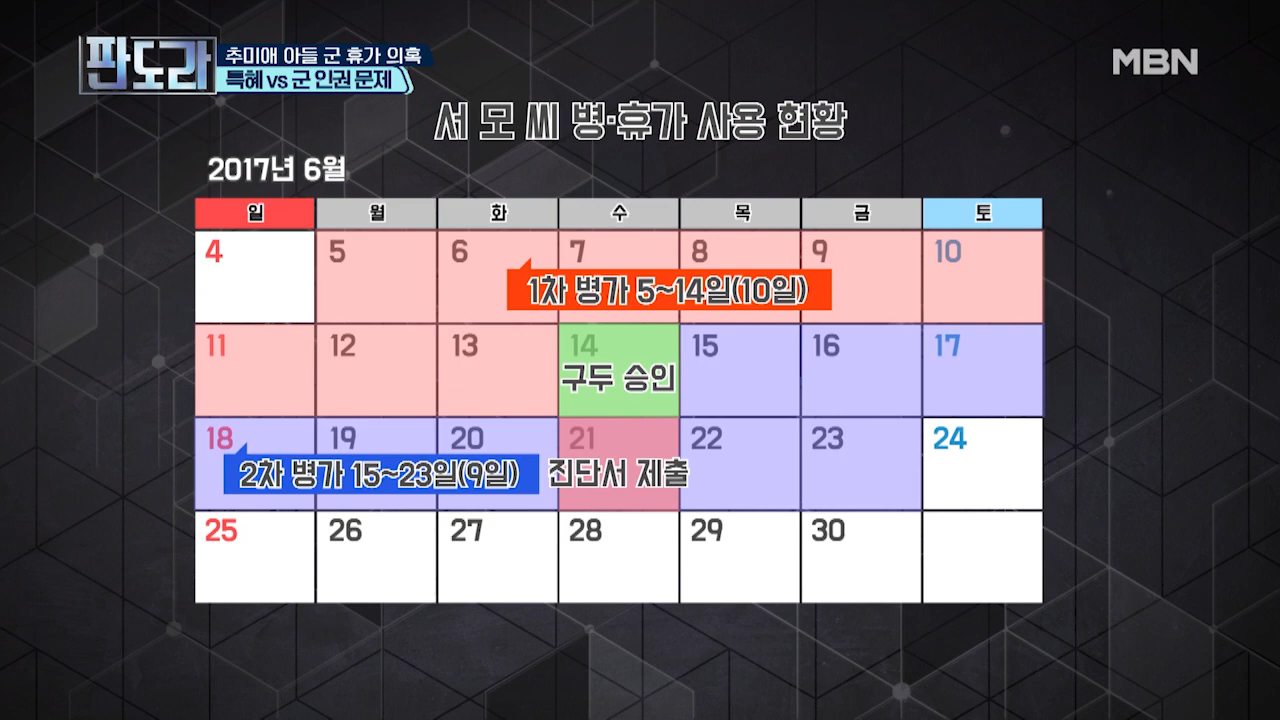 판도라
추미애 아들 군 휴가 의혹
특혜 vs 군 인권 문제
MBN
서 모 씨 병·휴가 사용 현황
2017년 6월
일 월 화 수 목 금 토
4 5 6 7 8 9 10
1차 병가 5~14일(10일)
11 12 13 14 15 16 17
구두 승인
18 19 20 21 22 23 24
2차 병가 15~23일(9일) 진단서 제출
25 26 27 28 29 30